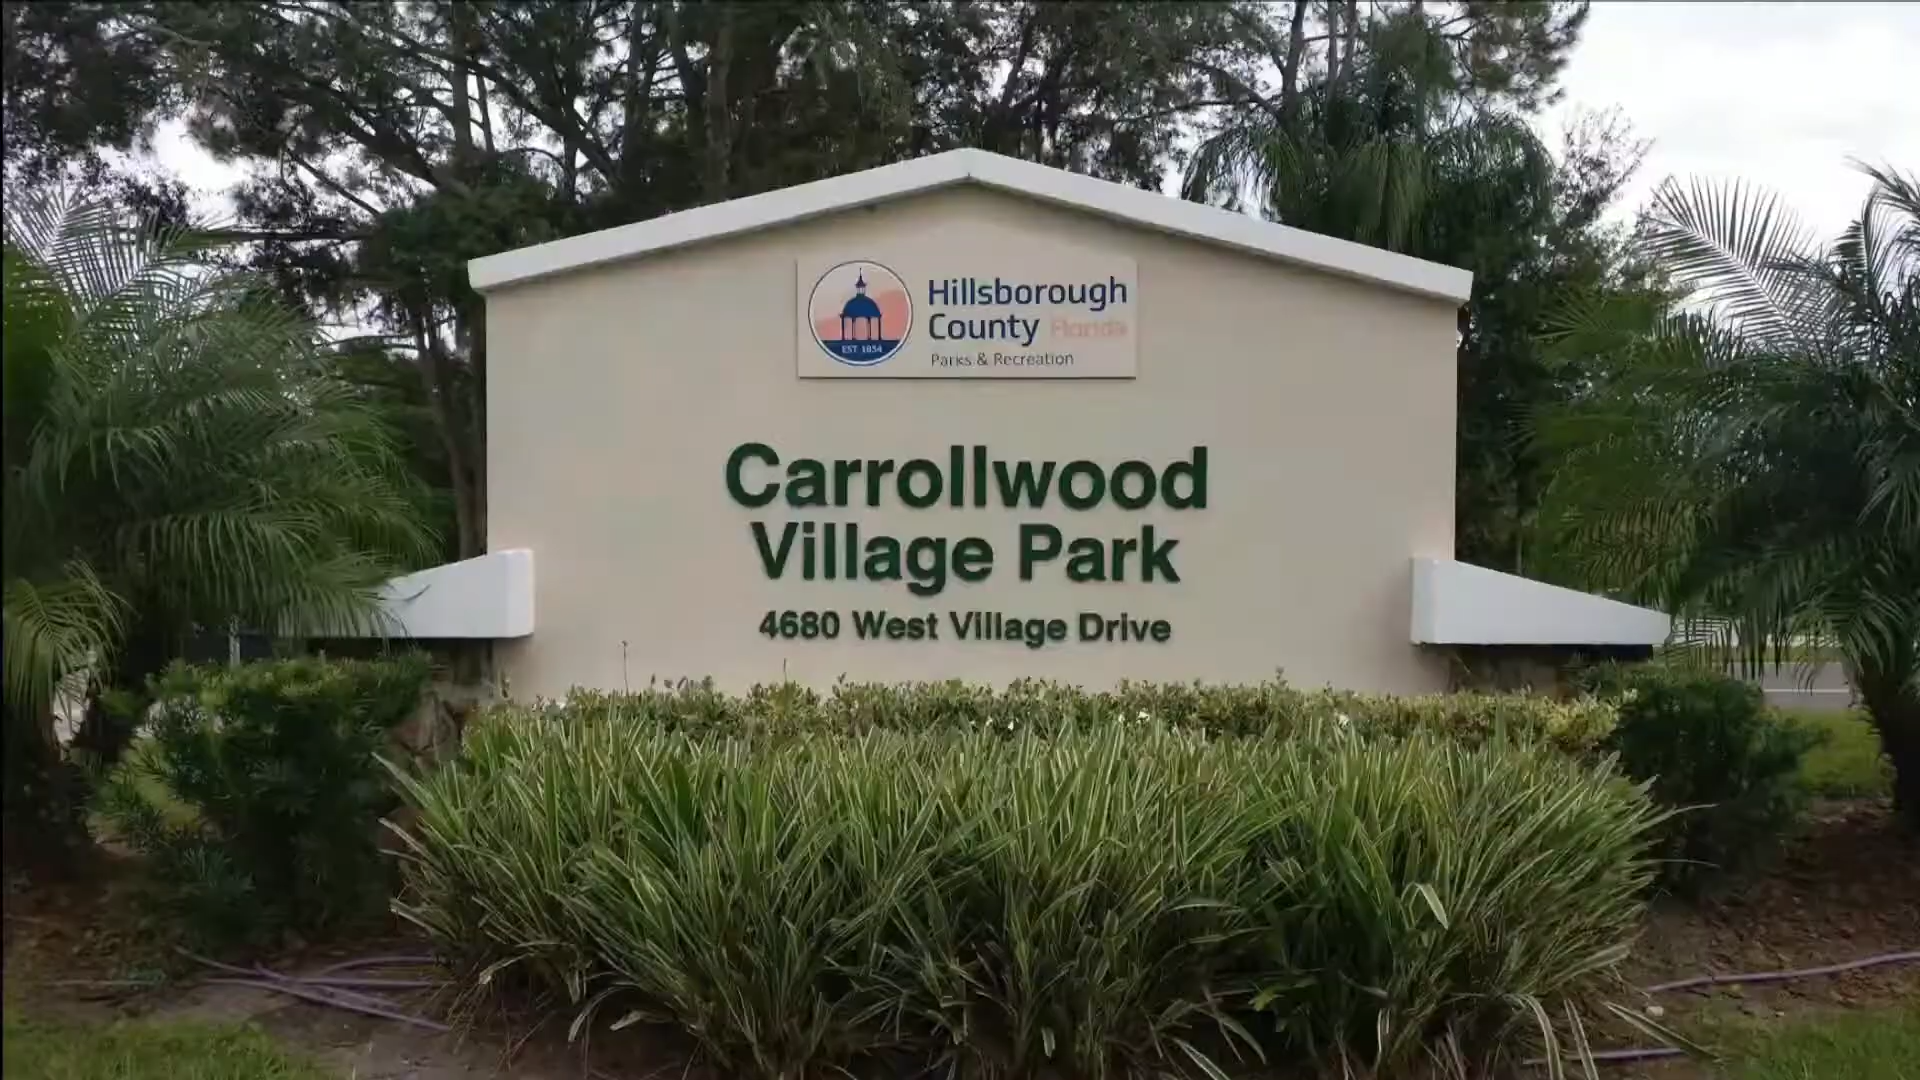 Hillsborough
County Florida
Parks & Recreation
EST 1834
Carrollwood
Village Park
4680 West Village Drive